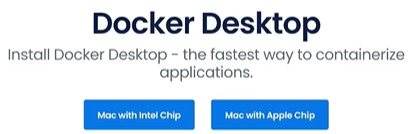 Docker Desktop
Install Docker Desktop - the fastest way to containerize
applications.
Mac with Intel Chip
Mac with Apple Chip